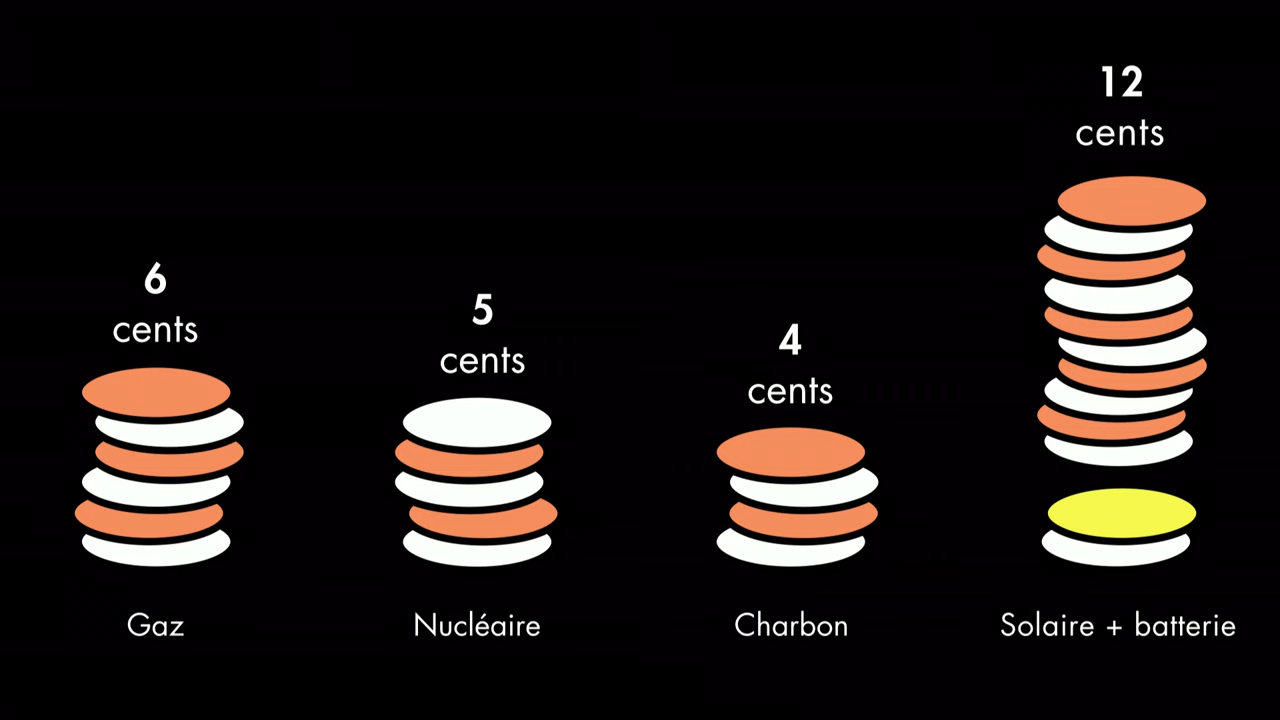 6
cents
Gaz
5
cents
Nucléaire
4
cents
Charbon
12
cents
Solaire + batterie